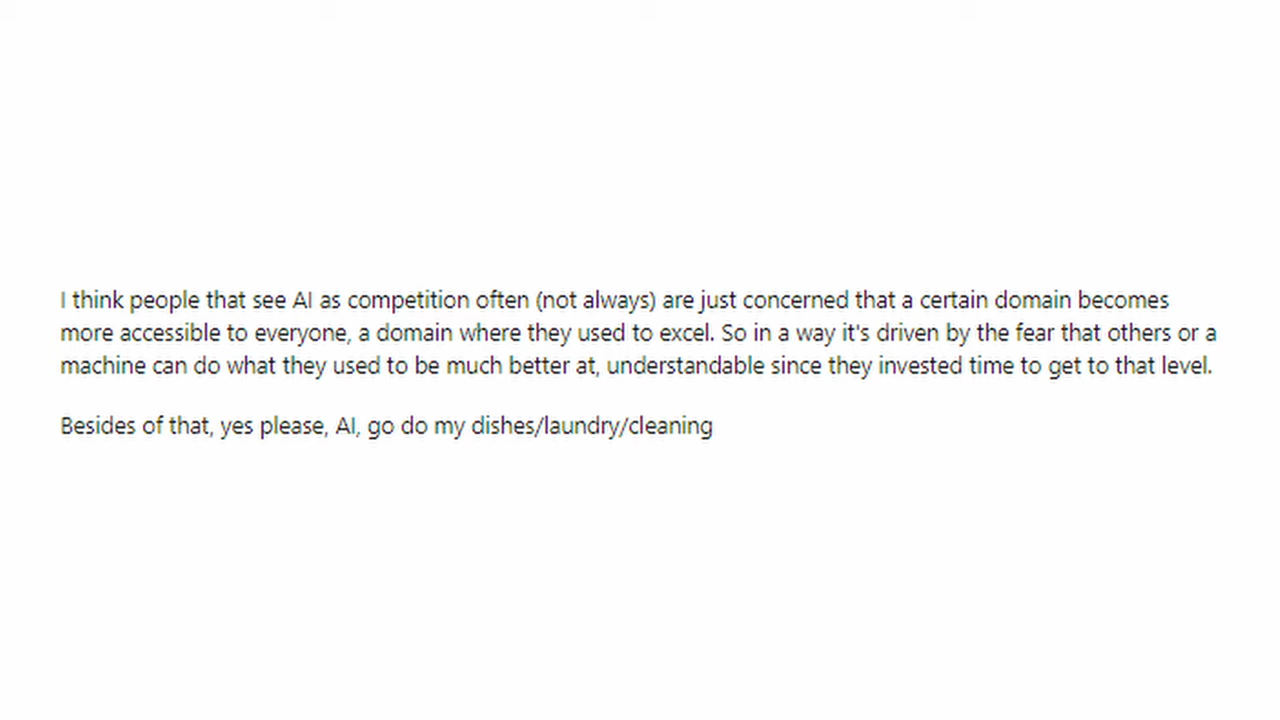 I think people that see AI as competition often (not always) are just concerned that a certain domain becomes
more accessible to everyone, a domain where they used to excel. So in a way it's driven by the fear that others or a
machine can do what they used to be much better at, understandable since they invested time to get to that level.
Besides of that, yes please, AI, go do my dishes/laundry/cleaning